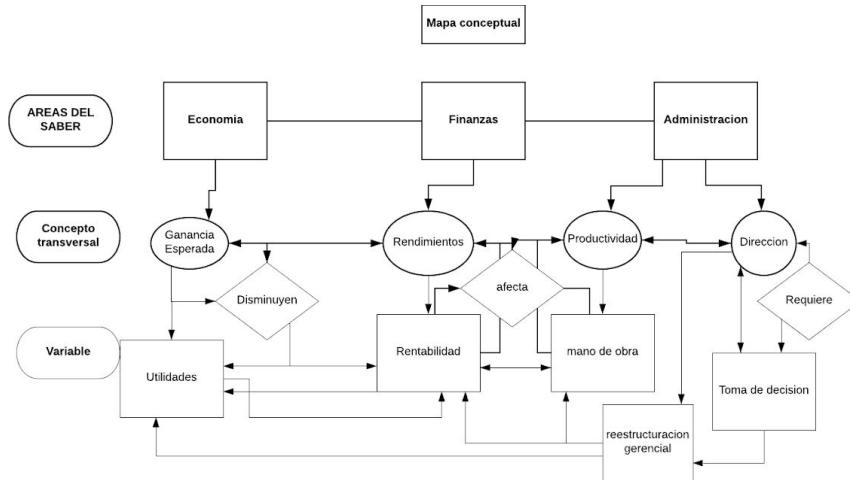 Mapa conceptual
AREAS DEL
SABER
Economia
Finanzas
Administracion
Concepto
transversal
Ganancia
Esperada
Rendimientos
Productividad
Direccion
Disminuyen
afecta
Requiere
Variable
Utilidades
Rentabilidad
mano de obra
Toma de decision
reestructuracion
gerencial